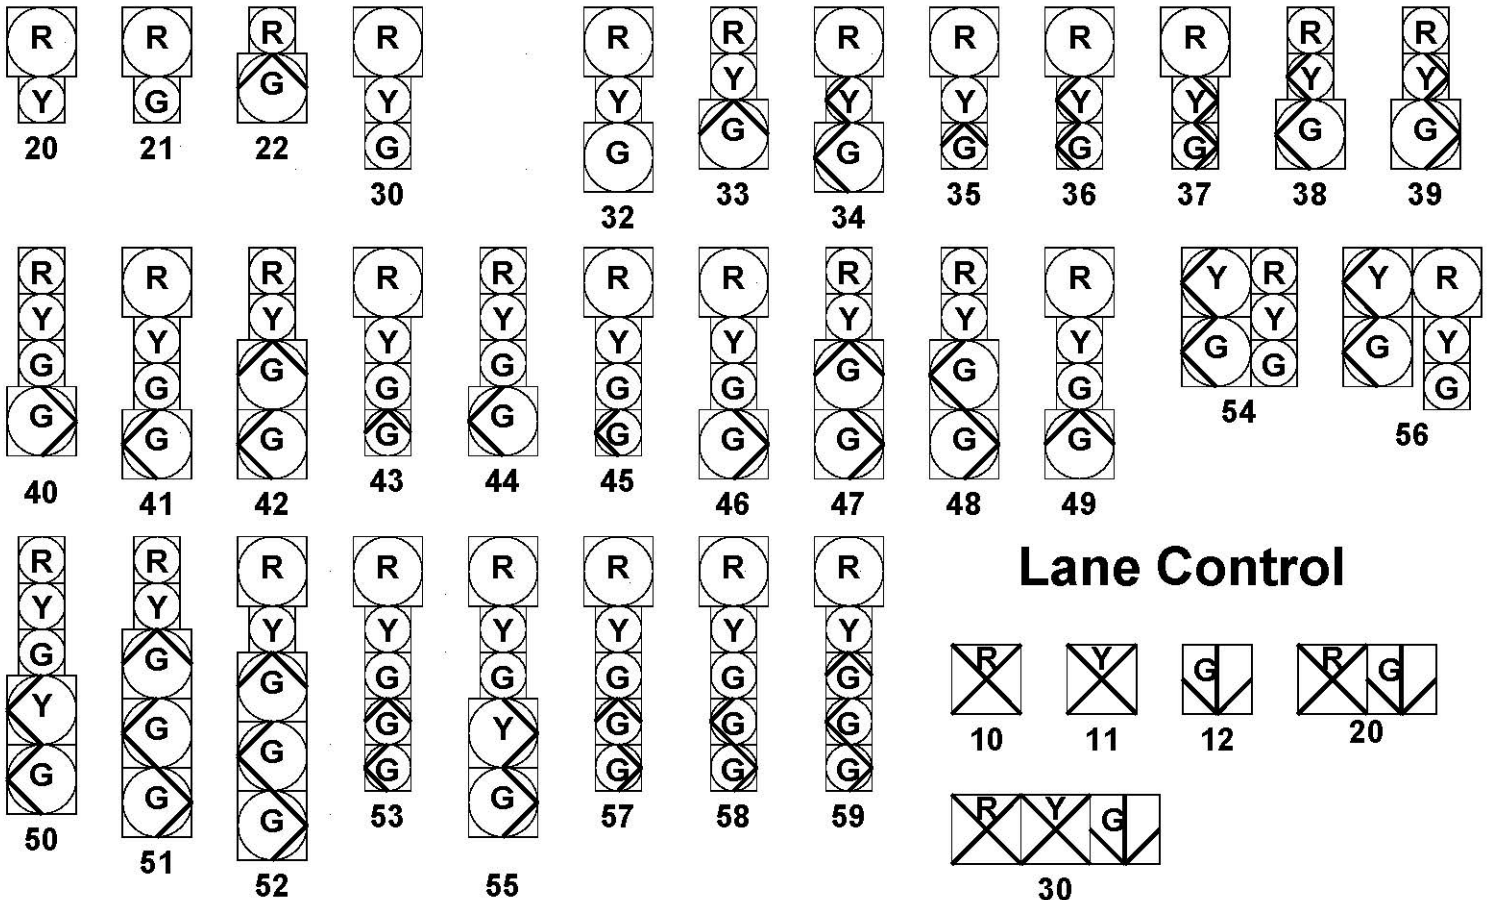 R R R R R R R R R R R R
Y G G Y Y Y Y Y Y Y Y Y
G G G G G G G G G
20 21 22 30 32 33 34 35 36 37 38 39
R R R R R R R R R R Y R Y R
Y Y Y Y Y Y Y Y Y Y G Y G Y
G G G G G G G G G G G G
G G G G G G G G G G
40 41 42 43 44 45 46 47 48 49 54 56
R R R R R R R R
Y Y Y Y Y Y Y Y
G G G G G G G G
Y G G G Y G G G
G G G G G G G G
50 51 52 53 55 57 58 59
Lane Control
R Y G R G
10 11 12 20
R Y G
30